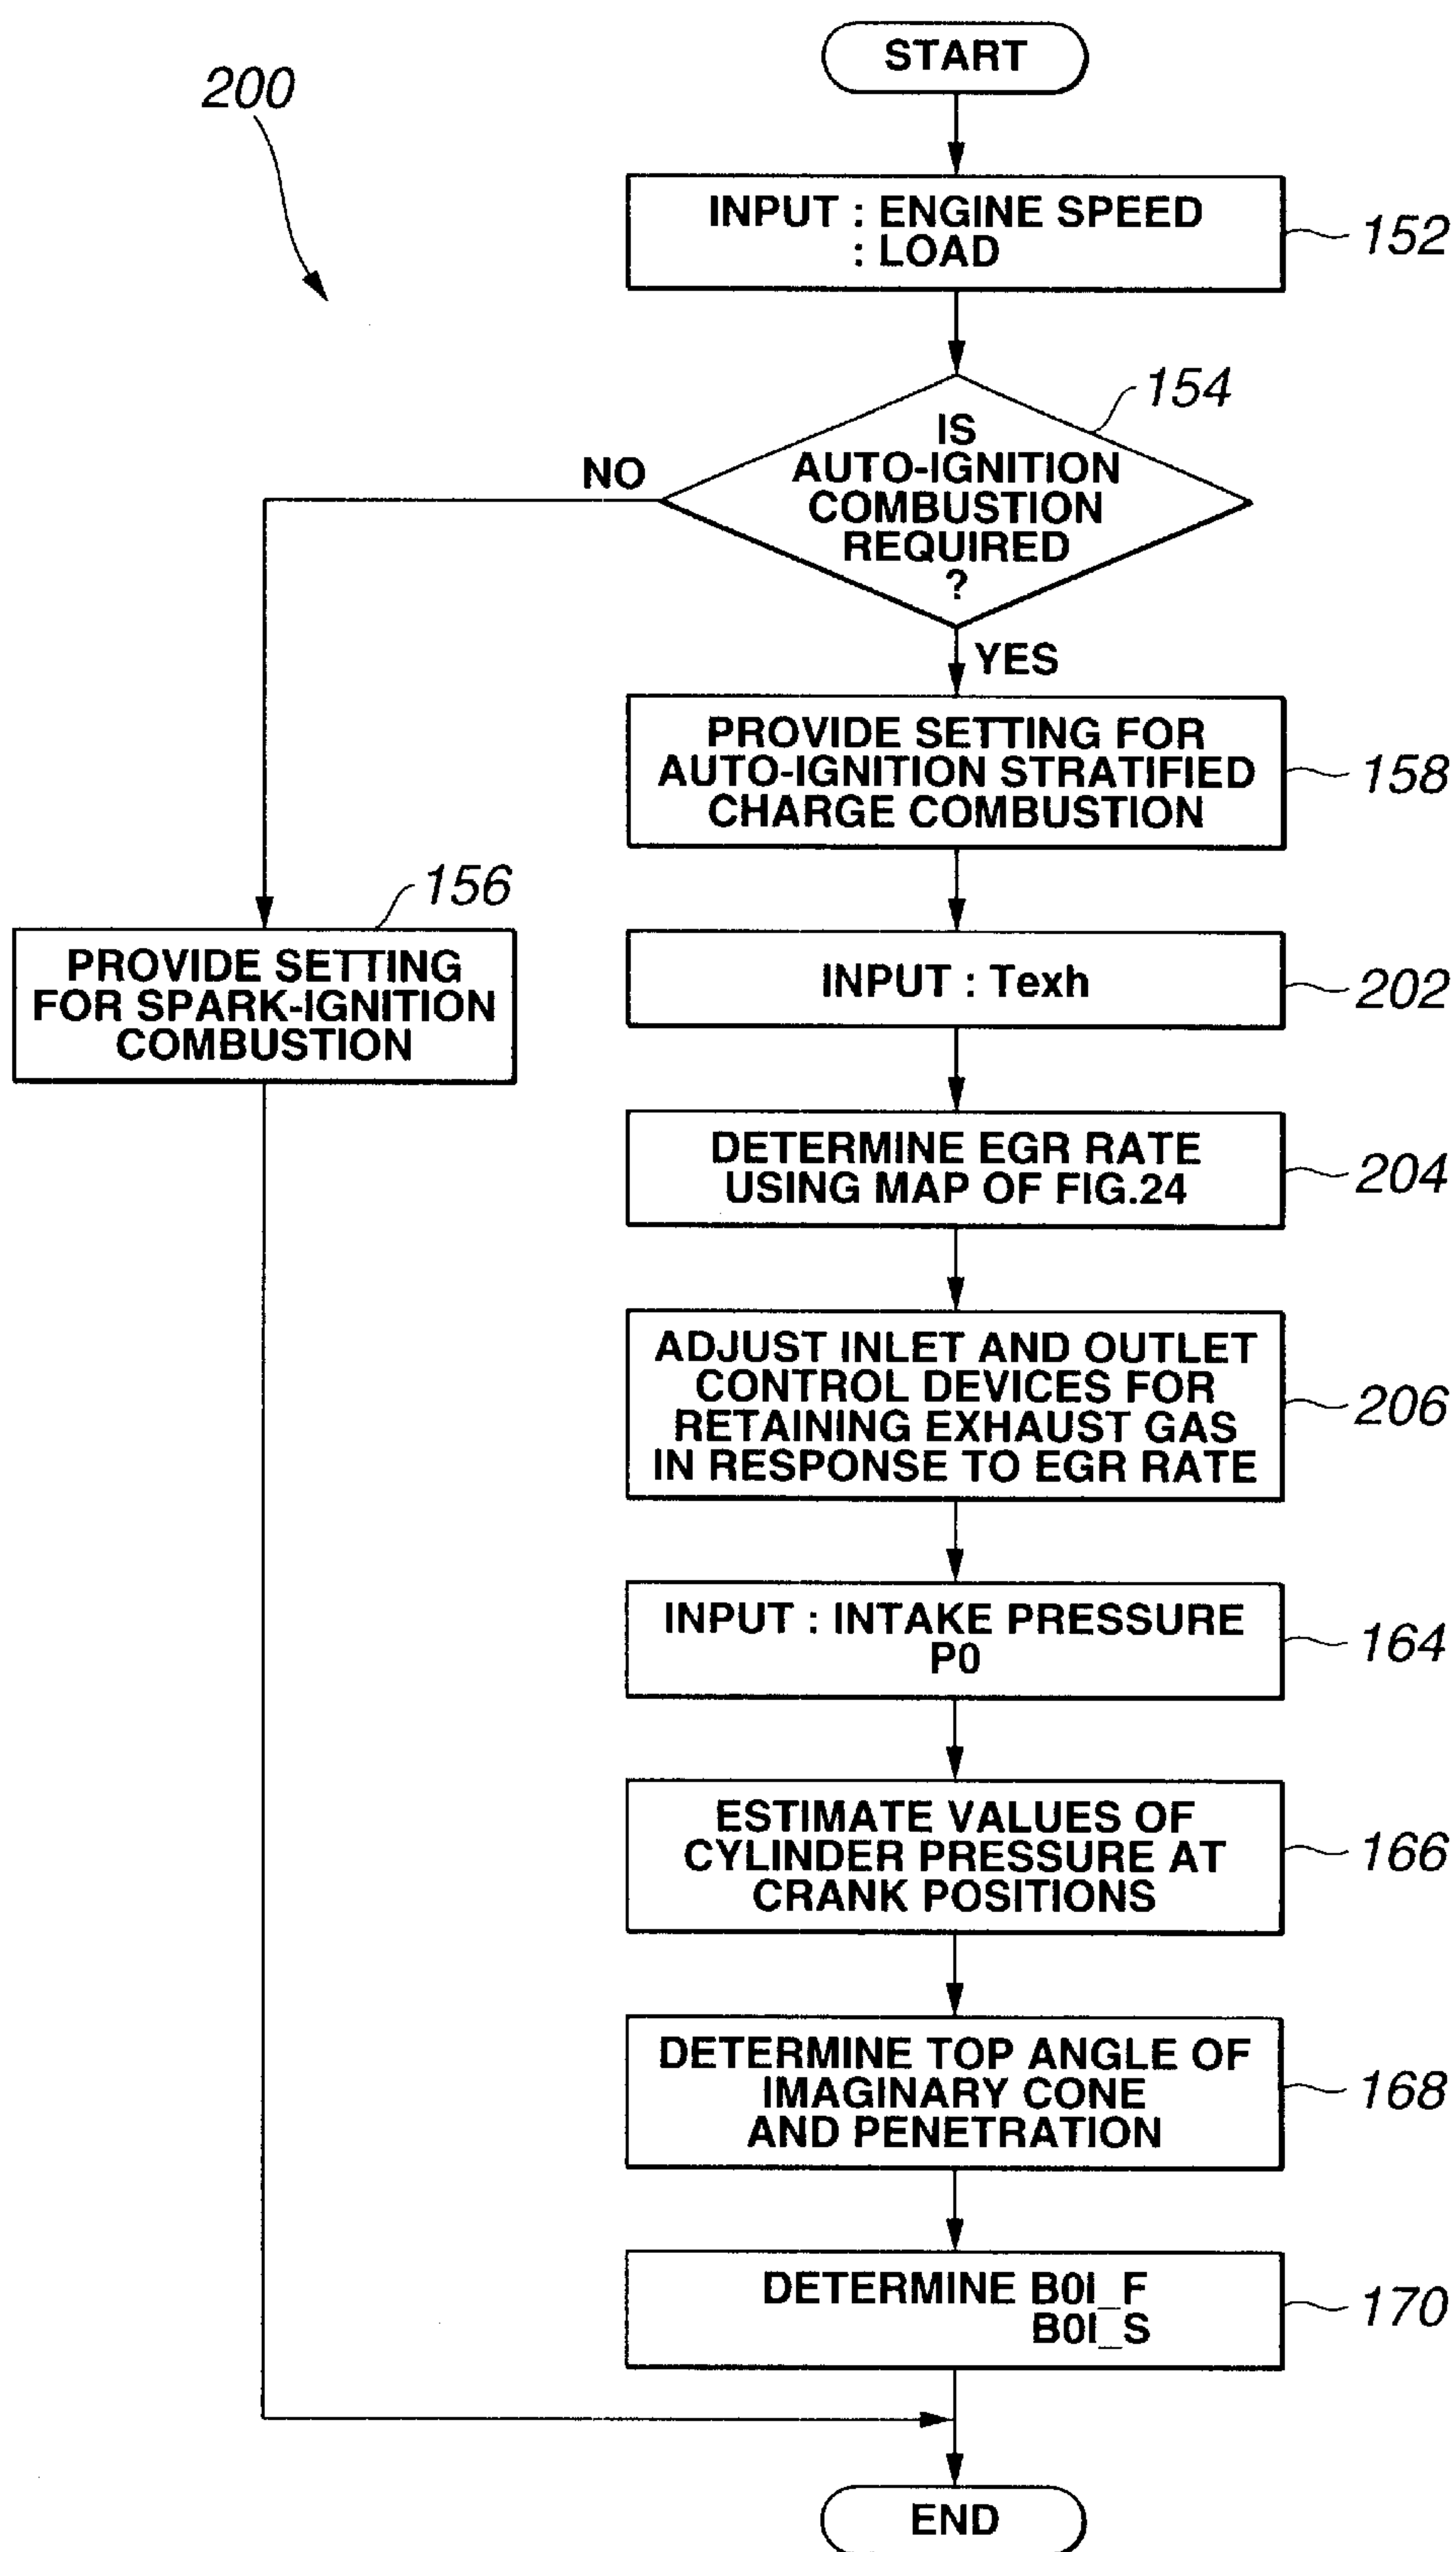 START
200
INPUT : ENGINE SPEED
: LOAD
152
154
IS
AUTO-IGNITION
COMBUSTION
REQUIRED
?
NO
YES
PROVIDE SETTING FOR
AUTO-IGNITION STRATIFIED
CHARGE COMBUSTION
158
156
PROVIDE SETTING
FOR SPARK-IGNITION
COMBUSTION
INPUT : Texh
202
DETERMINE EGR RATE
USING MAP OF FIG.24
204
ADJUST INLET AND OUTLET
CONTROL DEVICES FOR
RETAINING EXHAUST GAS
IN RESPONSE TO EGR RATE
206
INPUT : INTAKE PRESSURE
P0
164
ESTIMATE VALUES OF
CYLINDER PRESSURE AT
CRANK POSITIONS
166
DETERMINE TOP ANGLE OF
IMAGINARY CONE
AND PENETRATION
168
DETERMINE B0I_F
B0I_S
170
END